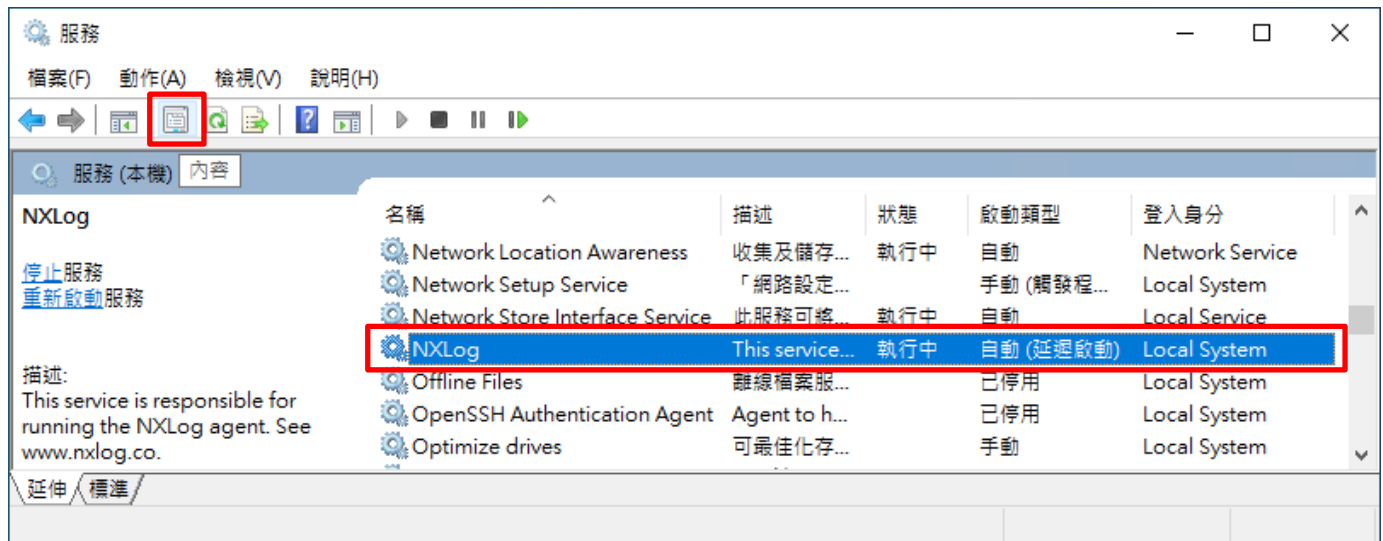 服務
檔案(F) 動作(A) 檢視(V) 說明(H)
服務 (本機) 內容
NXLog
停止服務
重新啟動服務
描述:
This service is responsible for
running the NXLog agent. See
www.nxlog.co.
名稱 描述 狀態 啟動類型 登入身分
Network Location Awareness 收集及儲存... 執行中 自動 Network Service
Network Setup Service 「網路設定... 手動 (觸發程... Local System
Network Store Interface Service 此服務可將... 執行中 自動 Local Service
NXLog This service... 執行中 自動 (延遲啟動) Local System
Offline Files 離線檔案服... 已停用 Local System
OpenSSH Authentication Agent Agent to h... 已停用 Local System
Optimize drives 可最佳化存... 手動 Local System
延伸 標準